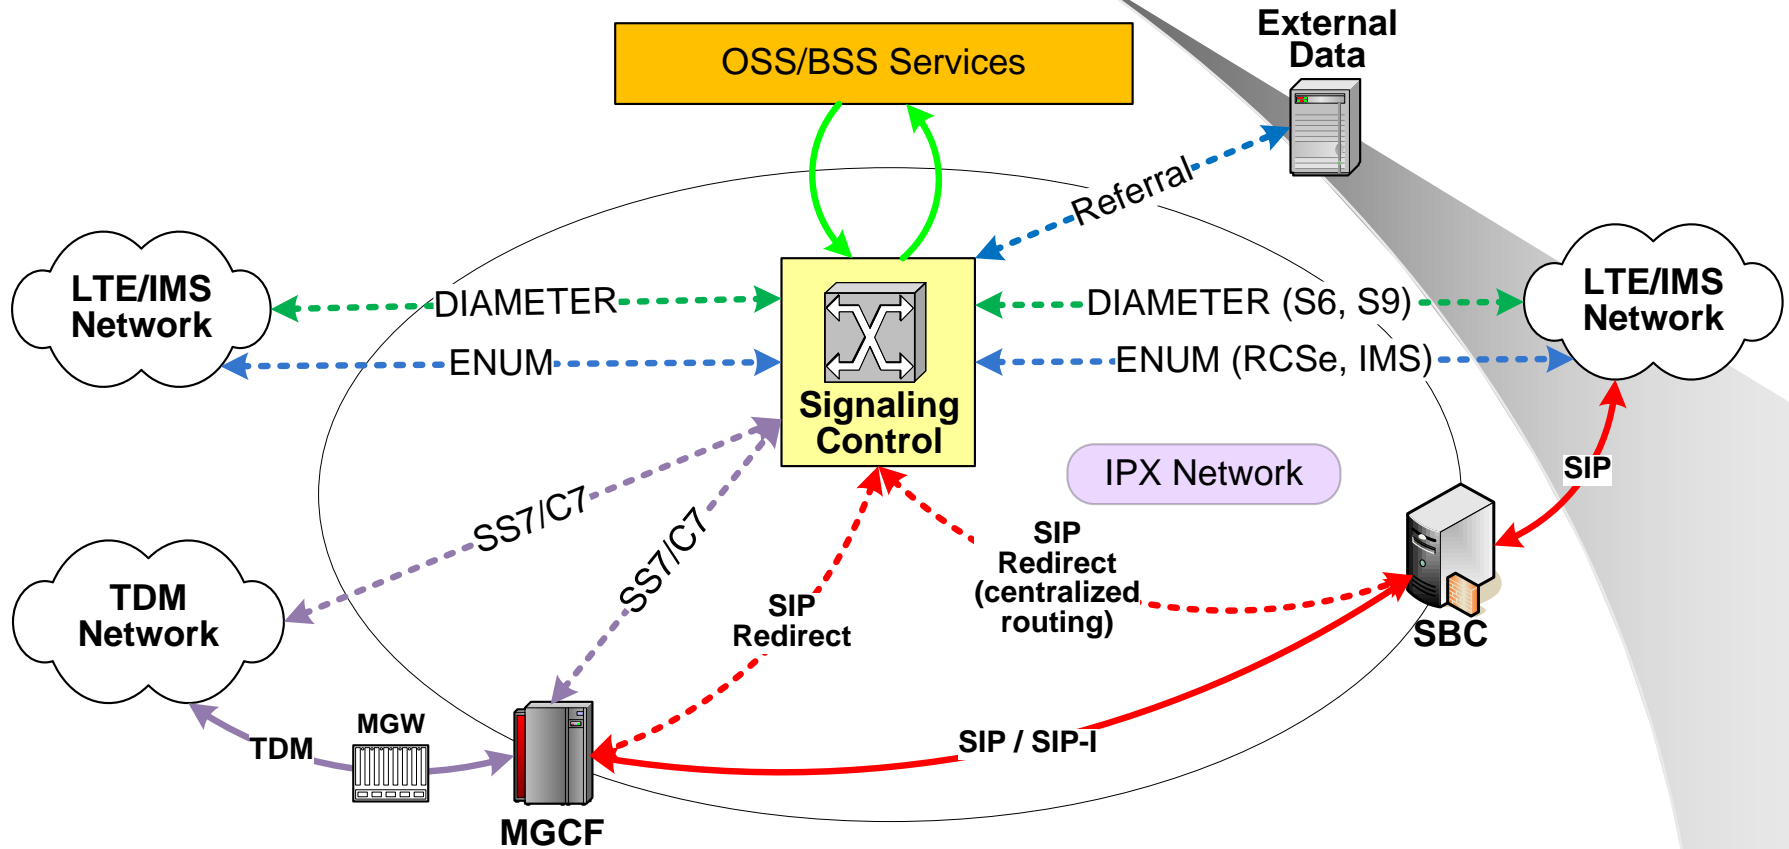 External
Data
OSS/BSS Services
Referral
LTE/IMS
Network
DIAMETER
DIAMETER (S6, S9)
LTE/IMS
Network
ENUM
ENUM (RCSe, IMS)
Signaling
Control
IPX Network
SIP
SS7/C7
SS7/C7
SIP
Redirect
(centralized
routing)
TDM
Network
SIP
Redirect
SBC
MGW
TDM
SIP / SIP-I
MGCF